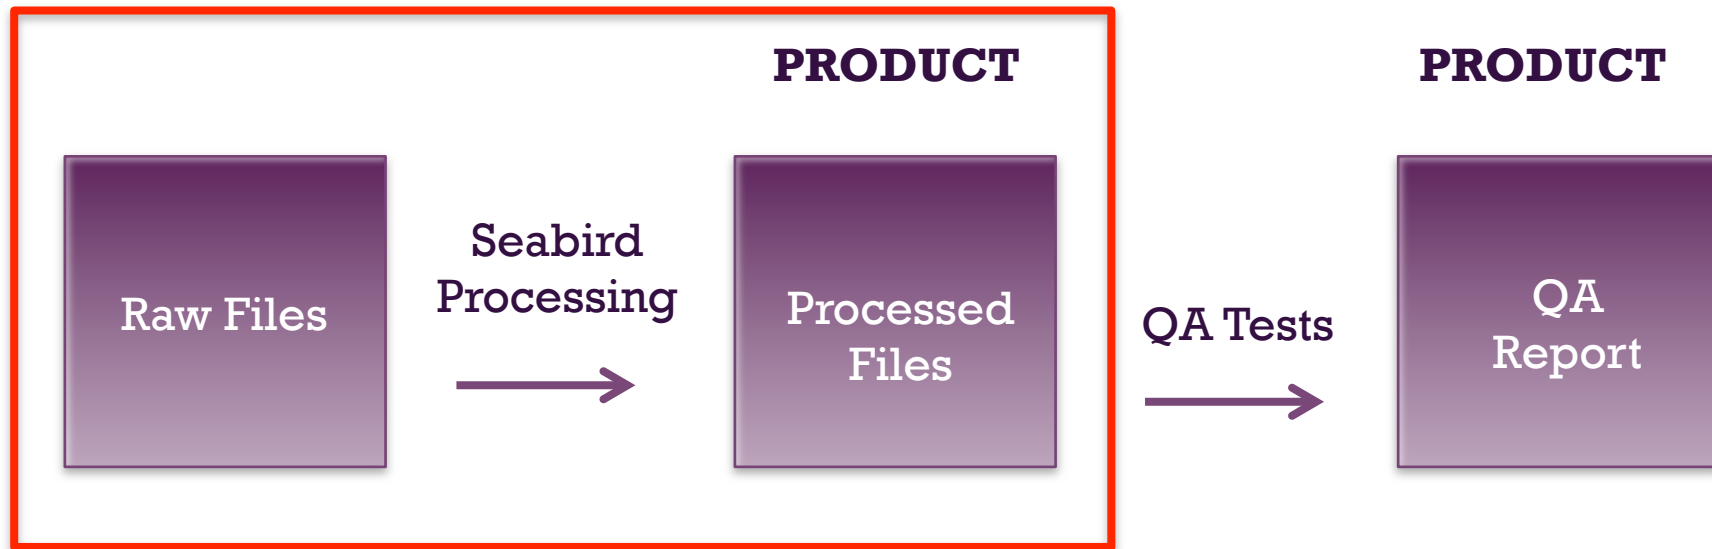 PRODUCT
PRODUCT
Raw Files
Seabird
Processing
Processed
Files
QA Tests
QA
Report